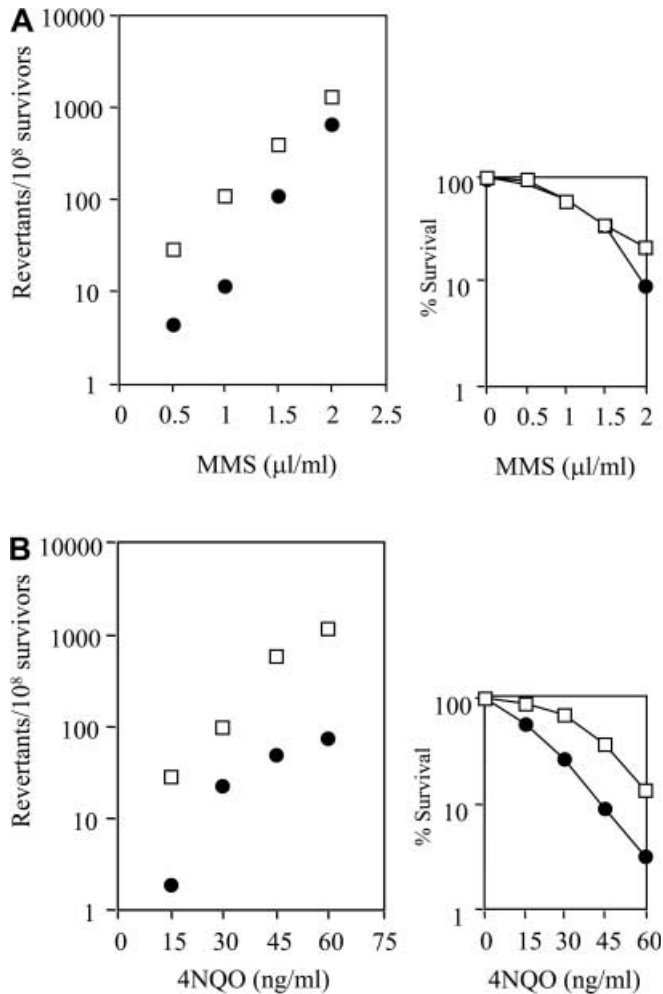 A
Revertants/10⁸ survivors
10000
1000
100
10
1
0 0.5 1 1.5 2 2.5
MMS (μl/ml)
% Survival
100
10
1
0 0.5 1 1.5 2
MMS (μl/ml)
B
Revertants/10⁸ survivors
10000
1000
100
10
1
0 15 30 45 60 75
4NQO (ng/ml)
% Survival
100
10
1
0 15 30 45 60
4NQO (ng/ml)